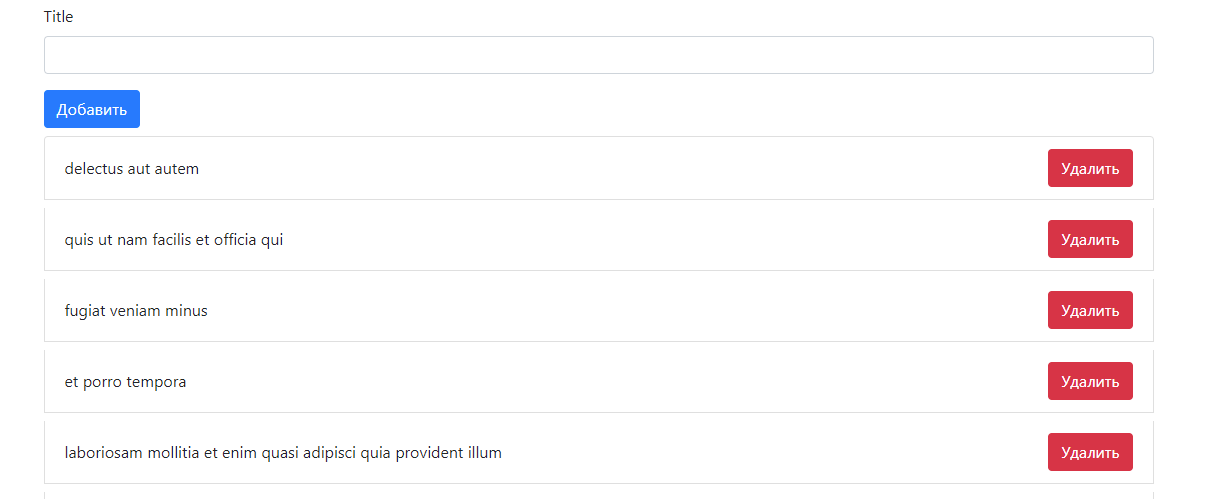 Title
Добавить
delectus aut autem Удалить
quis ut nam facilis et officia qui Удалить
fugiat veniam minus Удалить
et porro tempora Удалить
laboriosam mollitia et enim quasi adipisci quia provident illum Удалить